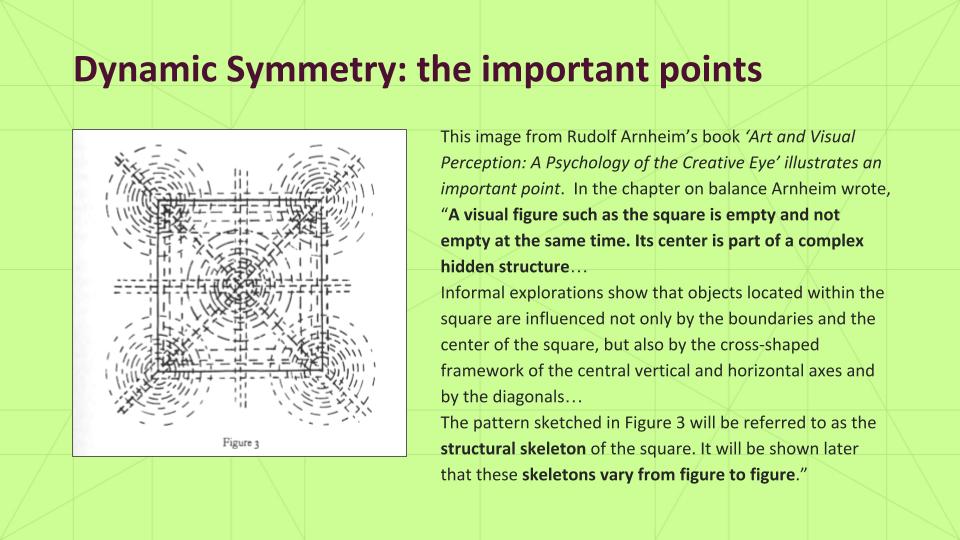 Dynamic Symmetry: the important points
This image from Rudolf Arnheim’s book ‘Art and Visual
Perception: A Psychology of the Creative Eye’ illustrates an
important point.  In the chapter on balance Arnheim wrote,
“A visual figure such as the square is empty and not
empty at the same time. Its center is part of a complex
hidden structure…
Informal explorations show that objects located within the
square are influenced not only by the boundaries and the
center of the square, but also by the cross-shaped
framework of the central vertical and horizontal axes and
by the diagonals…
The pattern sketched in Figure 3 will be referred to as the
structural skeleton of the square. It will be shown later
that these skeletons vary from figure to figure.”
Figure 3